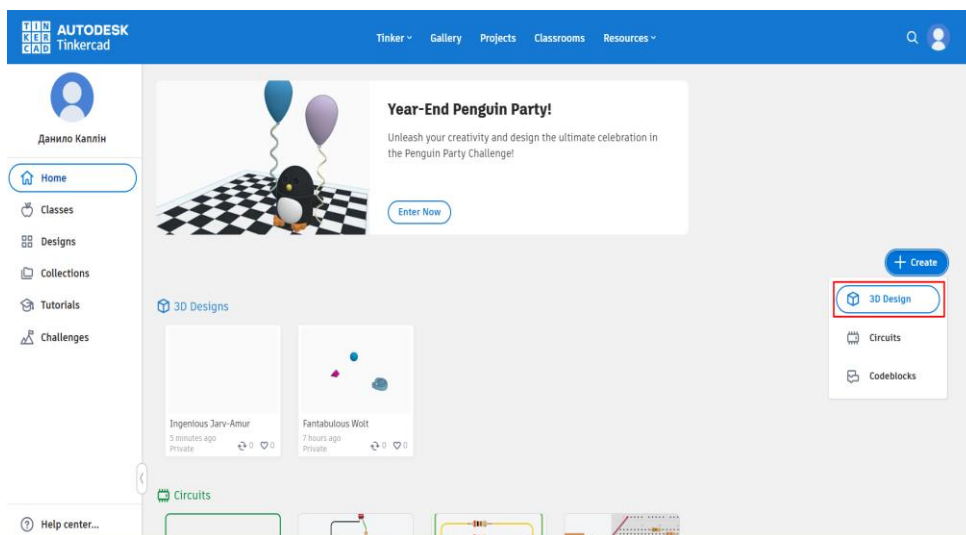 TIN
KER
CAD
AUTODESK
Tinkercad
Tinker
Gallery
Projects
Classrooms
Resources
Данило Каплін
Home
Classes
Designs
Collections
Tutorials
Challenges
Help center...
Year-End Penguin Party!
Unleash your creativity and design the ultimate celebration in
the Penguin Party Challenge!
Enter Now
+ Create
3D Design
Circuits
Codeblocks
3D Designs
Ingenious Jarv-Amur
5 minutes ago
Private
0
0
Fantabulous Wolt
7 hours ago
Private
0
0
Circuits